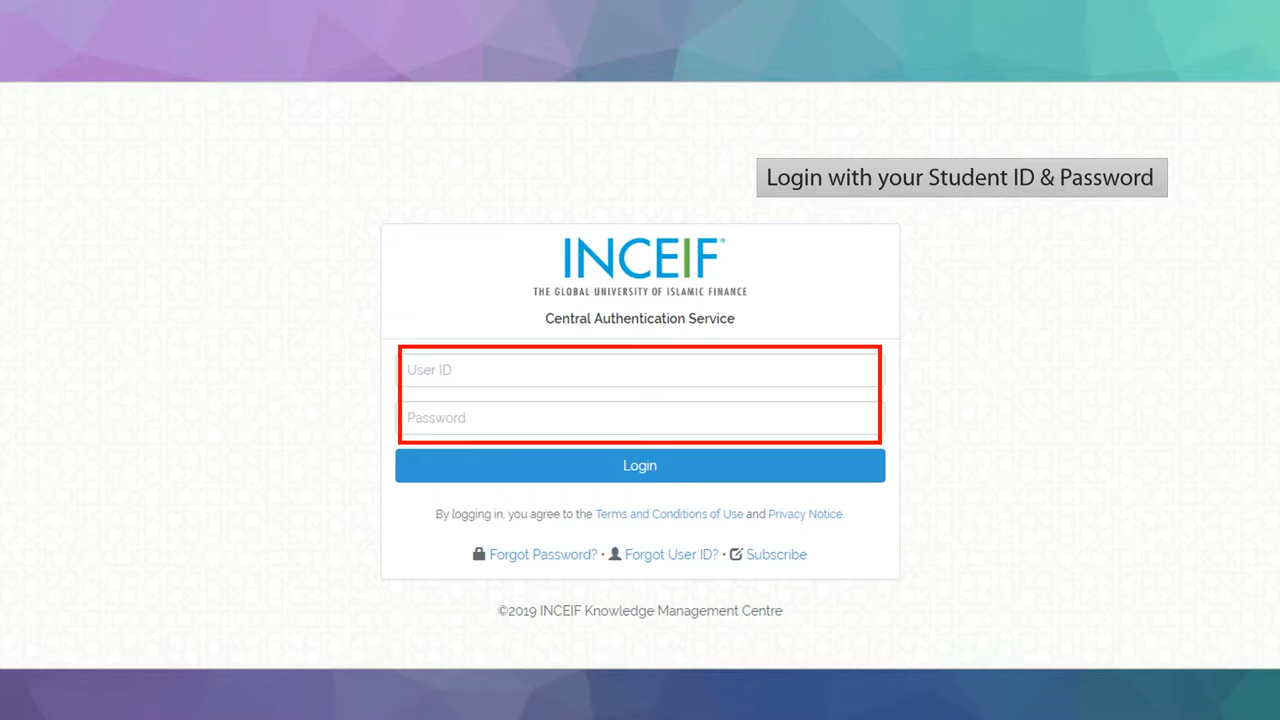 Login with your Student ID & Password
INCEIF®
THE GLOBAL UNIVERSITY OF ISLAMIC FINANCE
Central Authentication Service
User ID
Password
Login
By logging in, you agree to the Terms and Conditions of Use and Privacy Notice.
Forgot Password? • Forgot User ID? • Subscribe
©2019 INCEIF Knowledge Management Centre